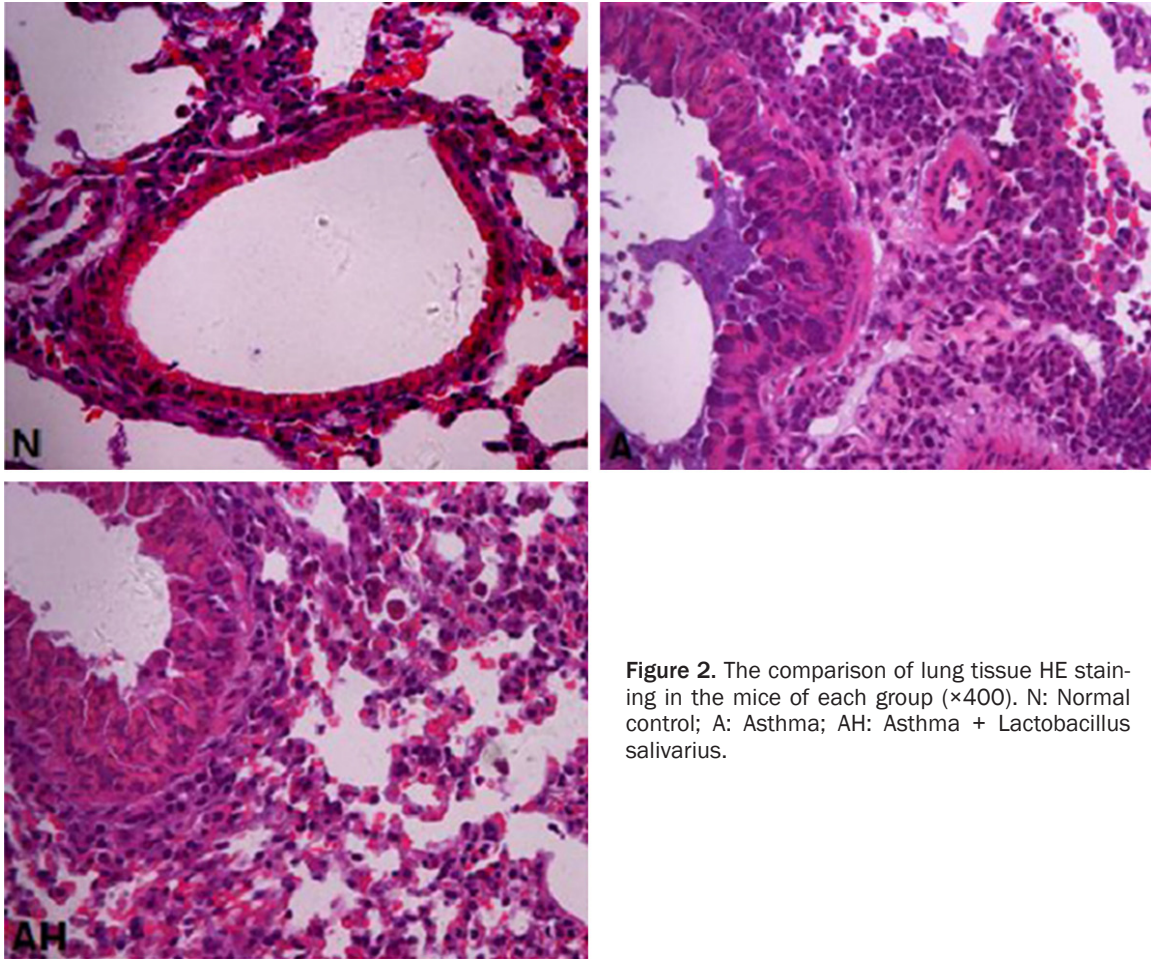 N
A
AH
Figure 2. The comparison of lung tissue HE stain-
ing in the mice of each group (×400). N: Normal
control; A: Asthma; AH: Asthma + Lactobacillus
salivarius.